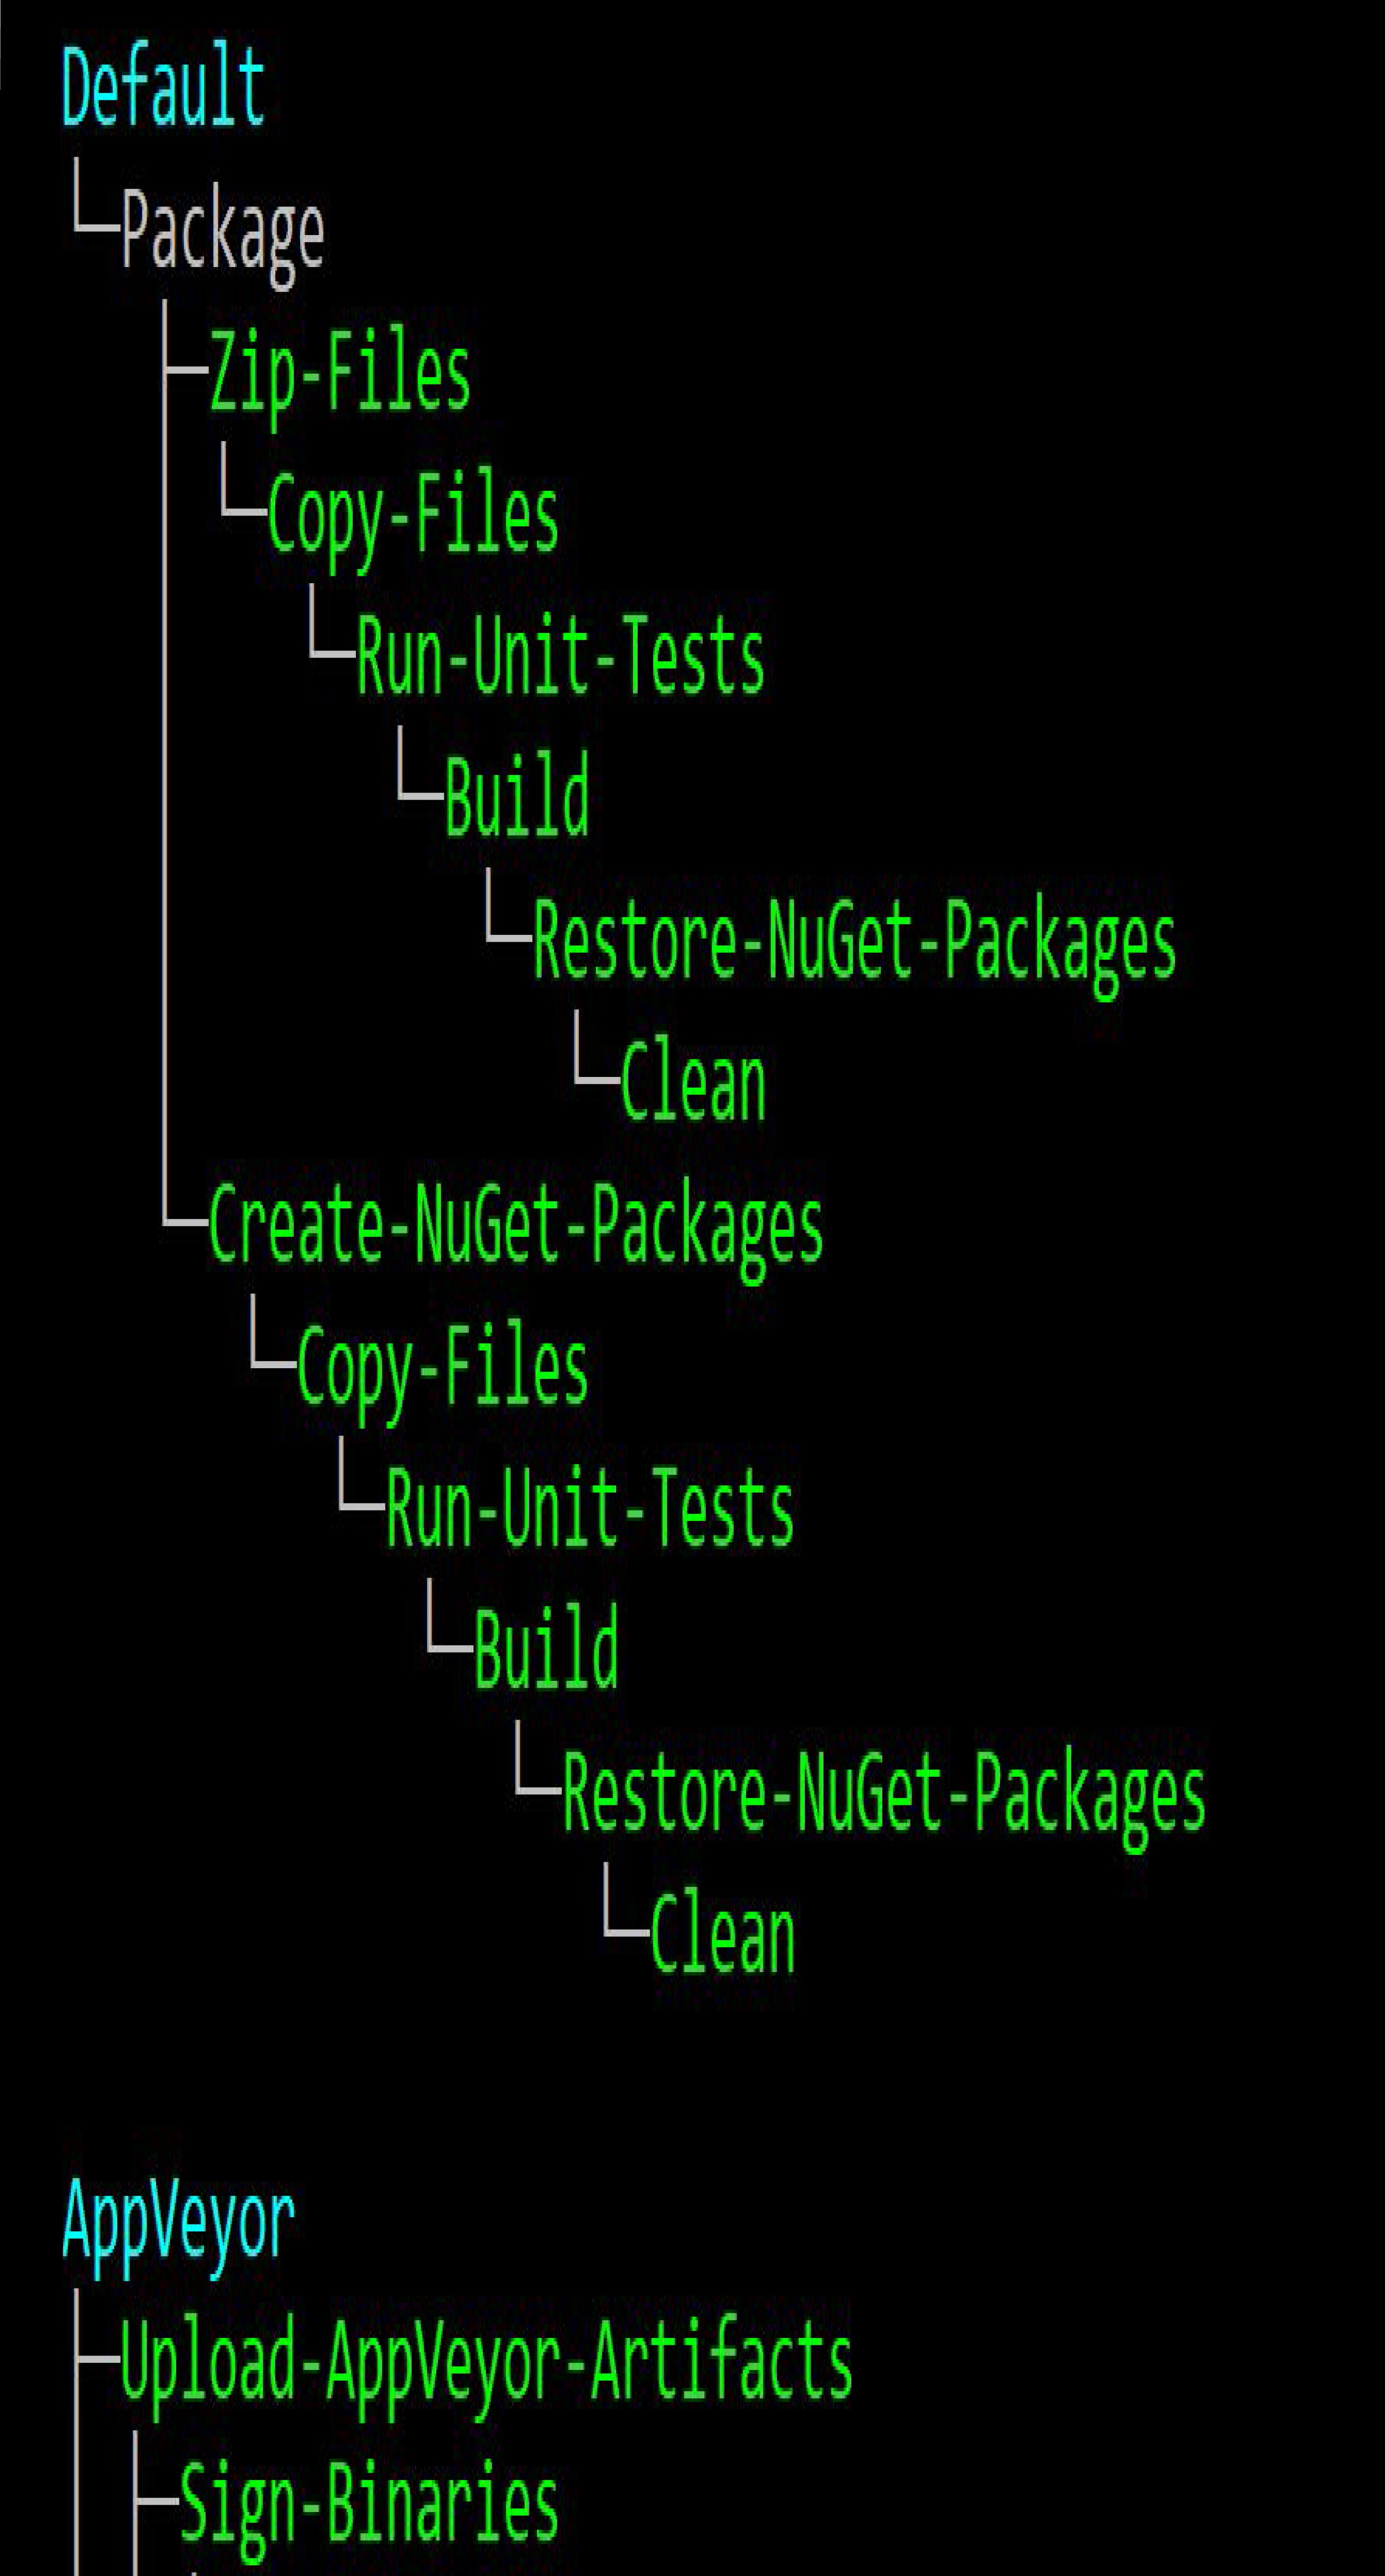 Default
Package
Zip-Files
Copy-Files
Run-Unit-Tests
Build
Restore-NuGet-Packages
Clean
Create-NuGet-Packages
Copy-Files
Run-Unit-Tests
Build
Restore-NuGet-Packages
Clean
AppVeyor
Upload-AppVeyor-Artifacts
Sign-Binaries